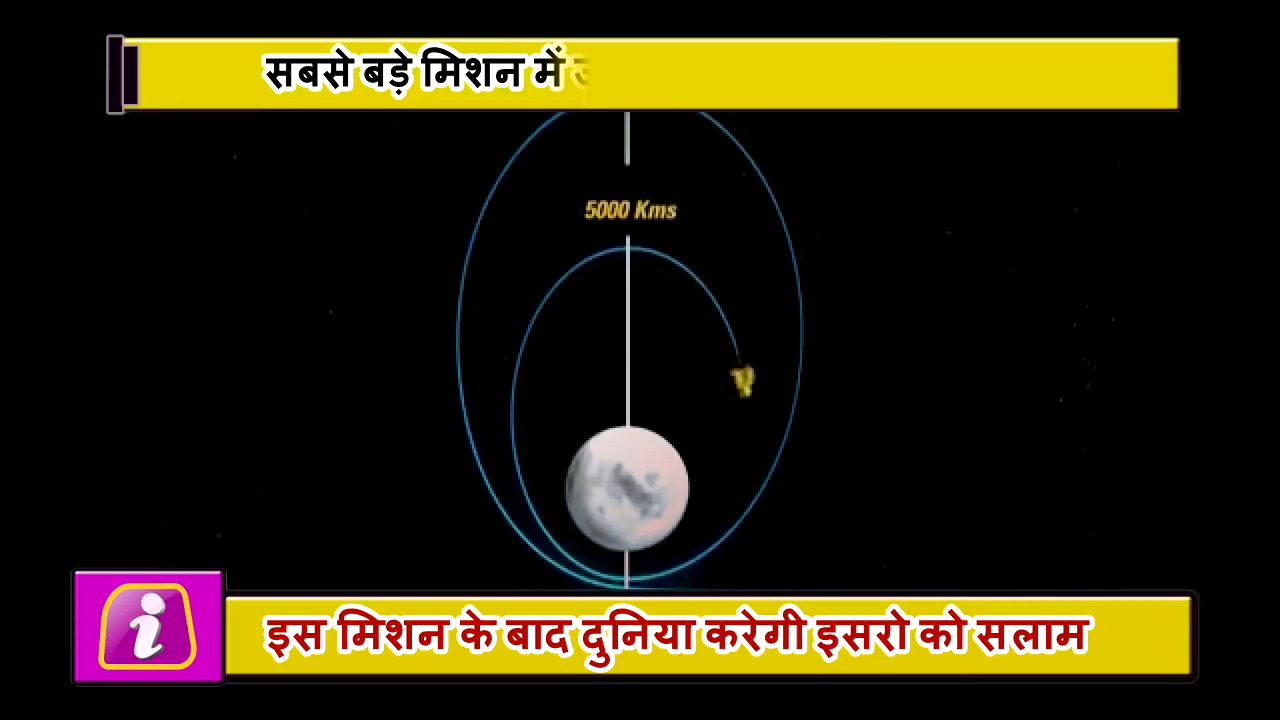 सबसे बड़े मिशन में
5000 Kms
इस मिशन के बाद दुनिया करेगी इसरो को सलाम